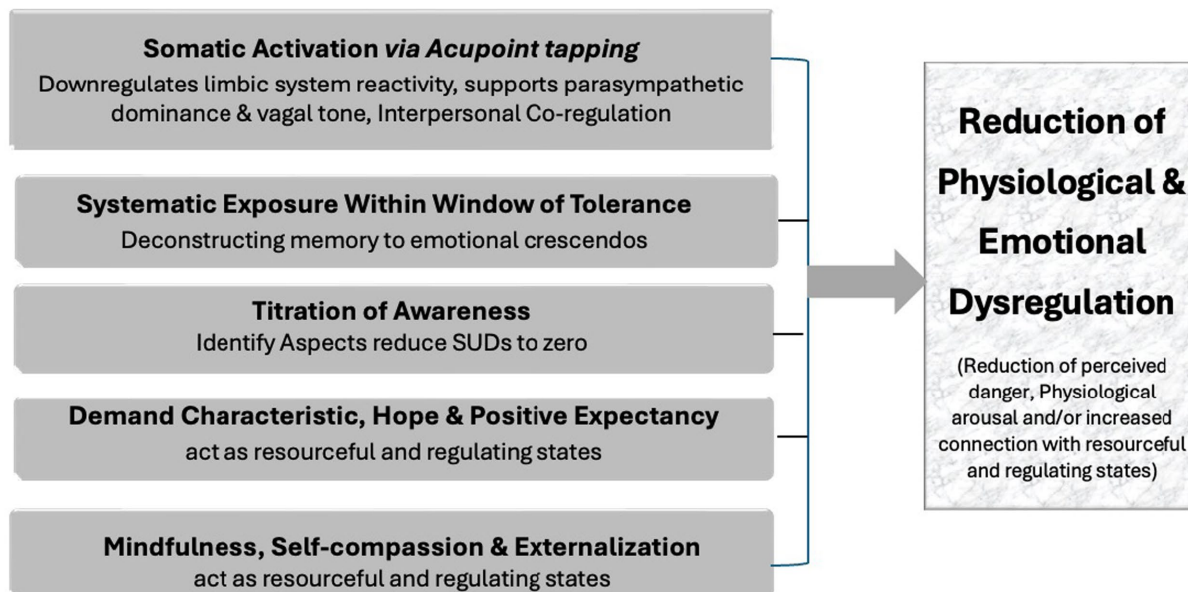 Somatic Activation via Acupoint tapping
Downregulates limbic system reactivity, supports parasympathetic
dominance & vagal tone, Interpersonal Co-regulation
Systematic Exposure Within Window of Tolerance
Deconstructing memory to emotional crescendos
Titration of Awareness
Identify Aspects reduce SUDs to zero
Demand Characteristic, Hope & Positive Expectancy
act as resourceful and regulating states
Mindfulness, Self-compassion & Externalization
act as resourceful and regulating states
Reduction of
Physiological &
Emotional
Dysregulation
(Reduction of perceived
danger, Physiological
arousal and/or increased
connection with resourceful
and regulating states)